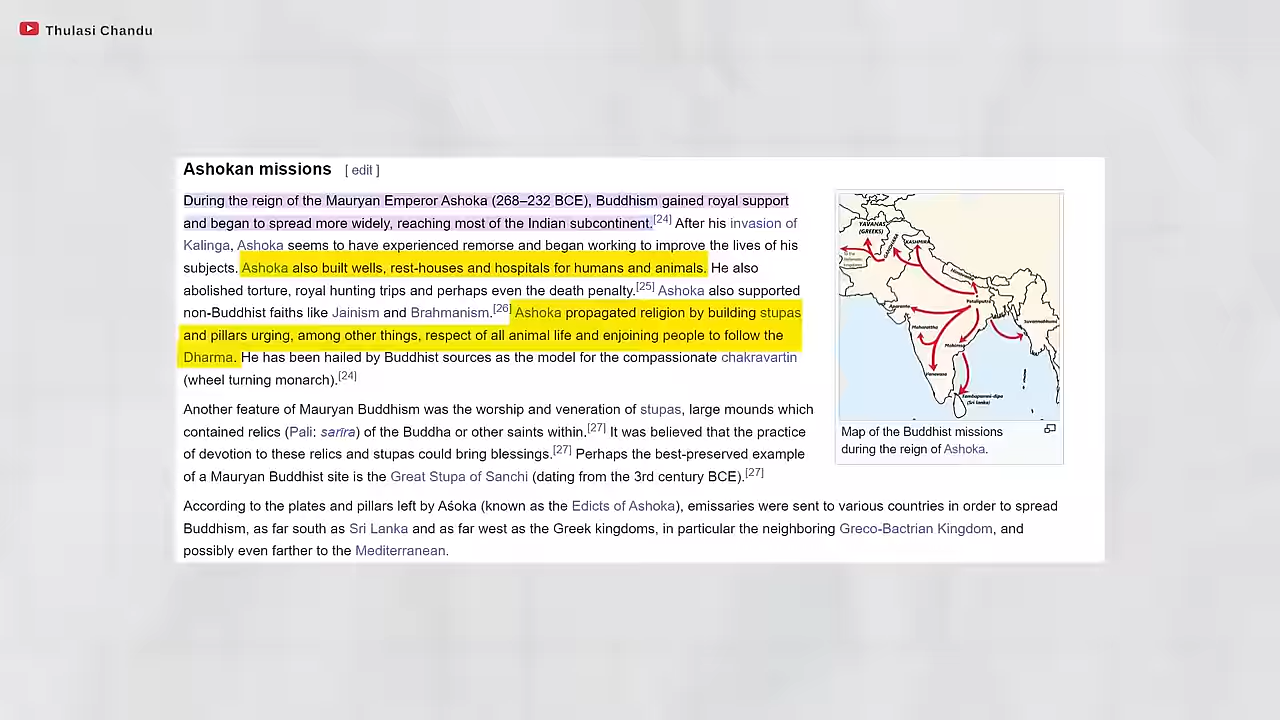 Thulasi Chandu
Ashokan missions [ edit ]
During the reign of the Mauryan Emperor Ashoka (268–232 BCE), Buddhism gained royal support
and began to spread more widely, reaching most of the Indian subcontinent.[24] After his invasion of
Kalinga, Ashoka seems to have experienced remorse and began working to improve the lives of his
subjects. Ashoka also built wells, rest-houses and hospitals for humans and animals. He also
abolished torture, royal hunting trips and perhaps even the death penalty.[25] Ashoka also supported
non-Buddhist faiths like Jainism and Brahmanism.[26] Ashoka propagated religion by building stupas
and pillars urging, among other things, respect of all animal life and enjoining people to follow the
Dharma. He has been hailed by Buddhist sources as the model for the compassionate chakravartin
(wheel turning monarch).[24]
Another feature of Mauryan Buddhism was the worship and veneration of stupas, large mounds which
contained relics (Pali: sarīra) of the Buddha or other saints within.[27] It was believed that the practice
of devotion to these relics and stupas could bring blessings.[27] Perhaps the best-preserved example
of a Mauryan Buddhist site is the Great Stupa of Sanchi (dating from the 3rd century BCE).[27]
According to the plates and pillars left by Aśoka (known as the Edicts of Ashoka), emissaries were sent to various countries in order to spread
Buddhism, as far south as Sri Lanka and as far west as the Greek kingdoms, in particular the neighboring Greco-Bactrian Kingdom, and
possibly even farther to the Mediterranean.
YAVANAS
(GREEKS)
KASHMIRA
To the
Pataliputra
Aparanta
Maharattha
Mahimsa
Suvannabhumi
Vanavasa
Tambapanni-dipa
(Sri lanka)
Map of the Buddhist missions
during the reign of Ashoka.